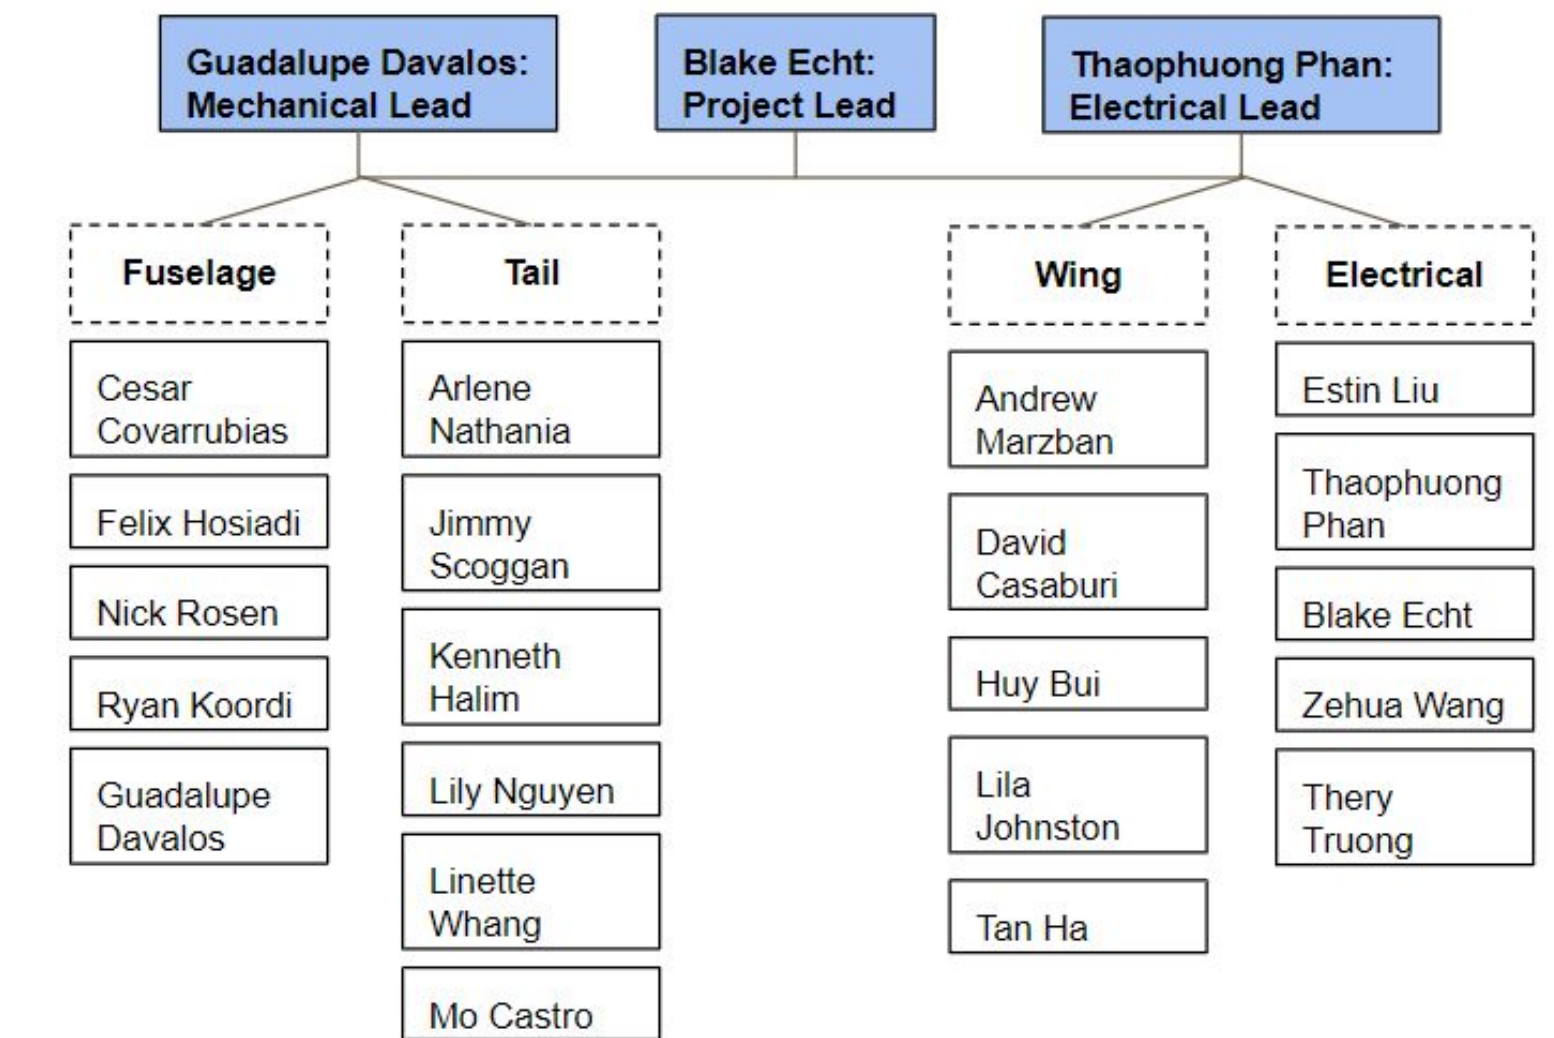 Guadalupe Davalos:
Mechanical Lead
Blake Echt:
Project Lead
Thaophuong Phan:
Electrical Lead
Fuselage
Cesar
Covarrubias
Felix Hosiadi
Nick Rosen
Ryan Koordi
Guadalupe
Davalos
Tail
Arlene
Nathania
Jimmy
Scoggan
Kenneth
Halim
Lily Nguyen
Linette
Whang
Mo Castro
Wing
Andrew
Marzban
David
Casaburi
Huy Bui
Lila
Johnston
Tan Ha
Electrical
Estin Liu
Thaophuong
Phan
Blake Echt
Zehua Wang
Thery
Truong